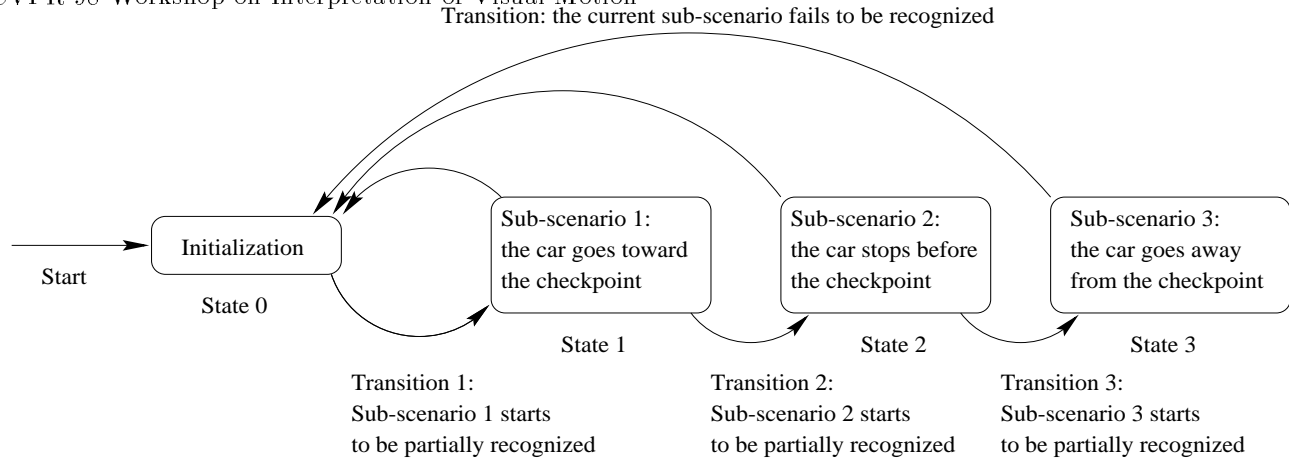 Transition: the current sub-scenario fails to be recognized
Sub-scenario 1:
the car goes toward
the checkpoint
Sub-scenario 2:
the car stops before
the checkpoint
Sub-scenario 3:
the car goes away
from the checkpoint
Initialization
Start
State 0
State 1
State 2
State 3
Transition 1:
Sub-scenario 1 starts
to be partially recognized
Transition 2:
Sub-scenario 2 starts
to be partially recognized
Transition 3:
Sub-scenario 3 starts
to be partially recognized